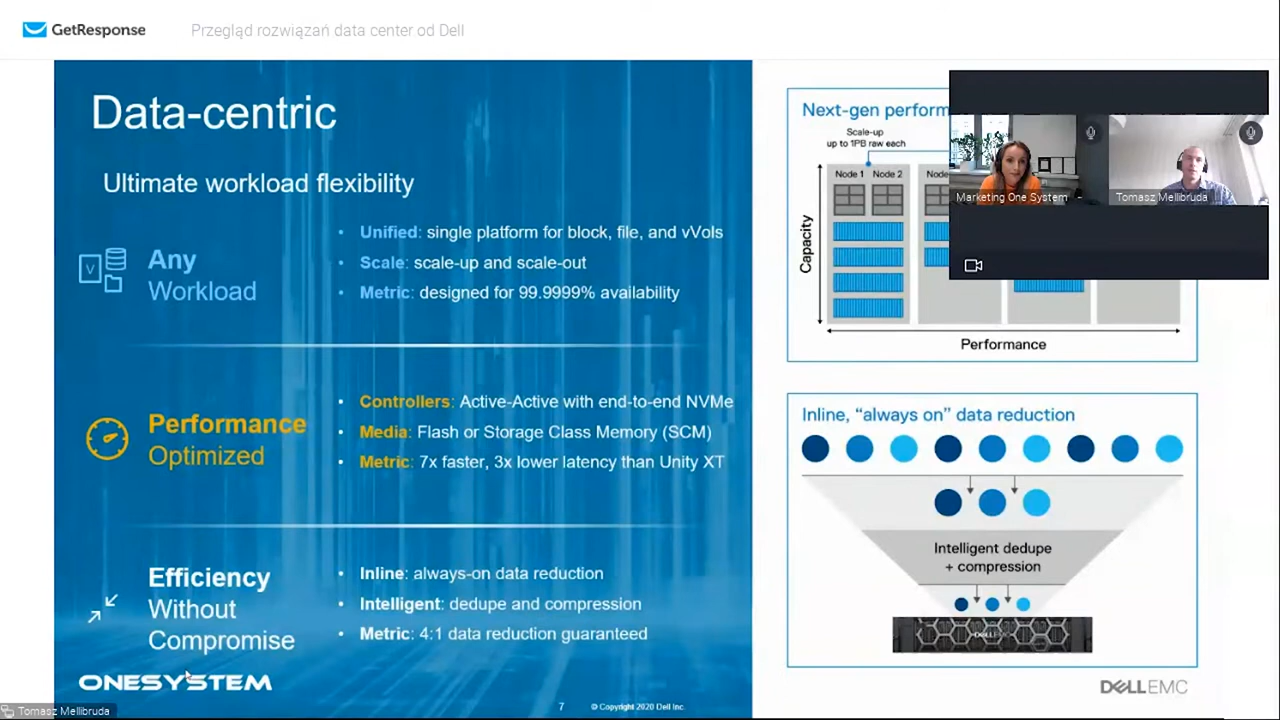 GetResponse
Przegląd rozwiązań data center od Dell
Data-centric
Ultimate workload flexibility
Any
Workload
• Unified: single platform for block, file, and vVols
• Scale: scale-up and scale-out
• Metric: designed for 99.9999% availability
Performance
Optimized
• Controllers: Active-Active with end-to-end NVMe
• Media: Flash or Storage Class Memory (SCM)
• Metric: 7x faster, 3x lower latency than Unity XT
Efficiency
Without
Compromise
• Inline: always-on data reduction
• Intelligent: dedupe and compression
• Metric: 4:1 data reduction guaranteed
ONESYSTEM
7
© Copyright 2020 Dell Inc.
Tomasz Mellibruda
Next-gen perform
Scale-up
up to 1PB raw each
Node 1
Node 2
Capacity
Performance
Marketing One System
Tomasz Mellibruda
Inline, “always on” data reduction
Intelligent dedupe
+ compression
DELL EMC
DELLEMC